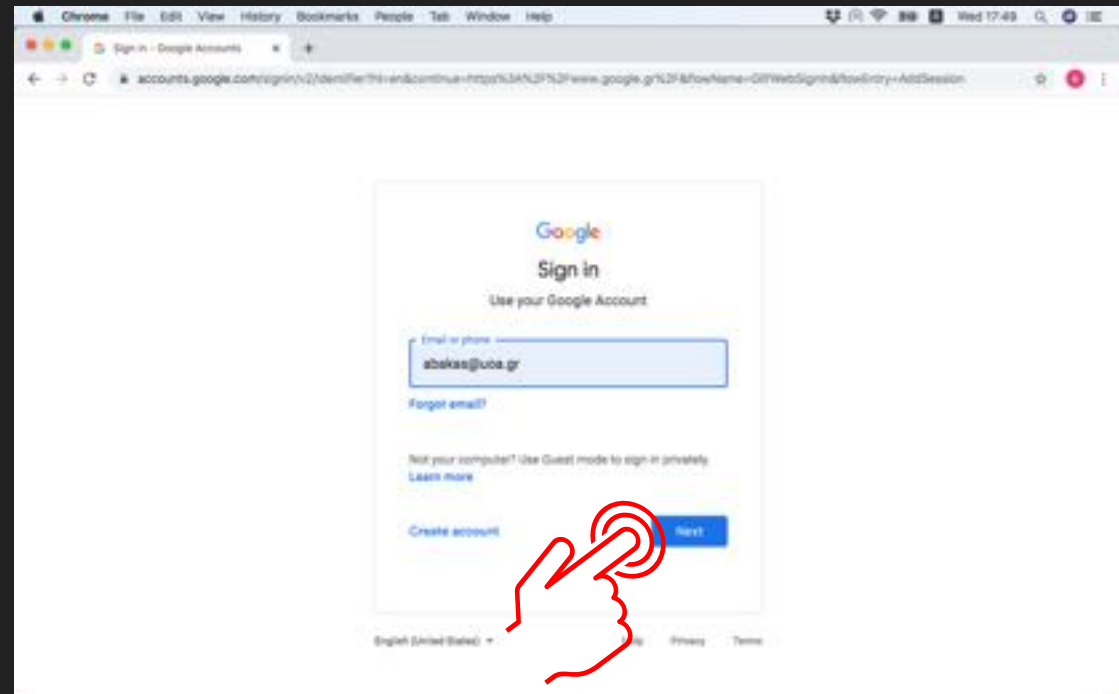 Chrome File Edit View History Bookmarks People Tab Window Help Wed 17:49
Sign in - Google Accounts
accounts.google.com/signin/v2/identifier?hl=en&continue=https%3A%2F%2Fwww.google.gr%2F&flowName=GlifWebSignIn&flowEntry=AddSession
Google
Sign in
Use your Google Account
Email or phone
abakas@uoa.gr
Forgot email?
Not your computer? Use Guest mode to sign in privately.
Learn more
Create account Next
English (United States) Help Privacy Terms